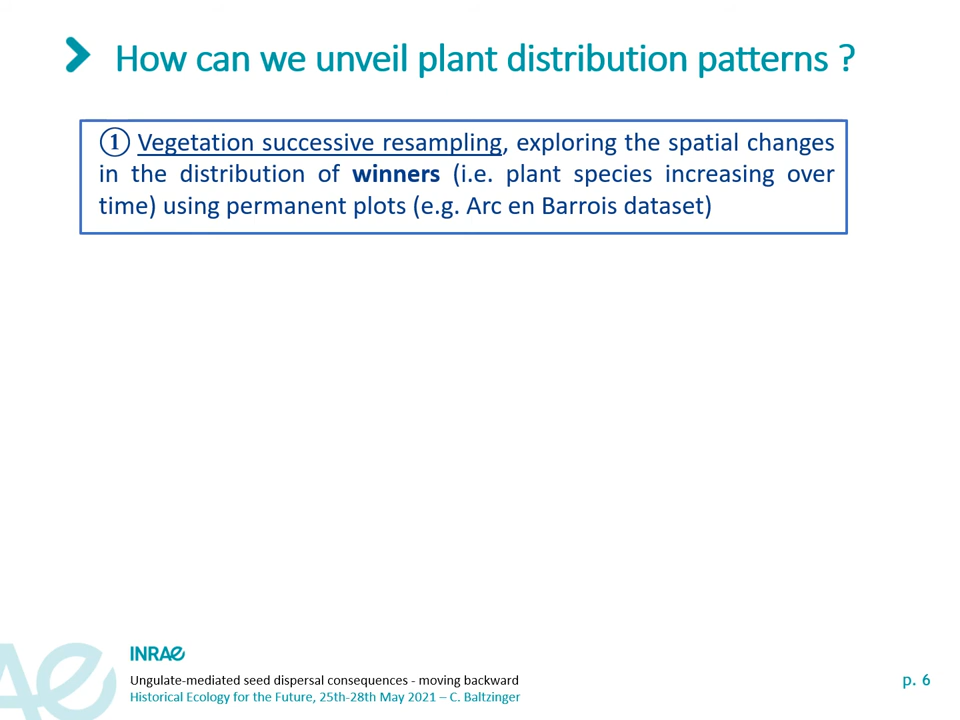 How can we unveil plant distribution patterns ?
① Vegetation successive resampling, exploring the spatial changes
in the distribution of winners (i.e. plant species increasing over
time) using permanent plots (e.g. Arc en Barrois dataset)
INRAE
Ungulate-mediated seed dispersal consequences - moving backward
Historical Ecology for the Future, 25th-28th May 2021 – C. Baltzinger
p. 6